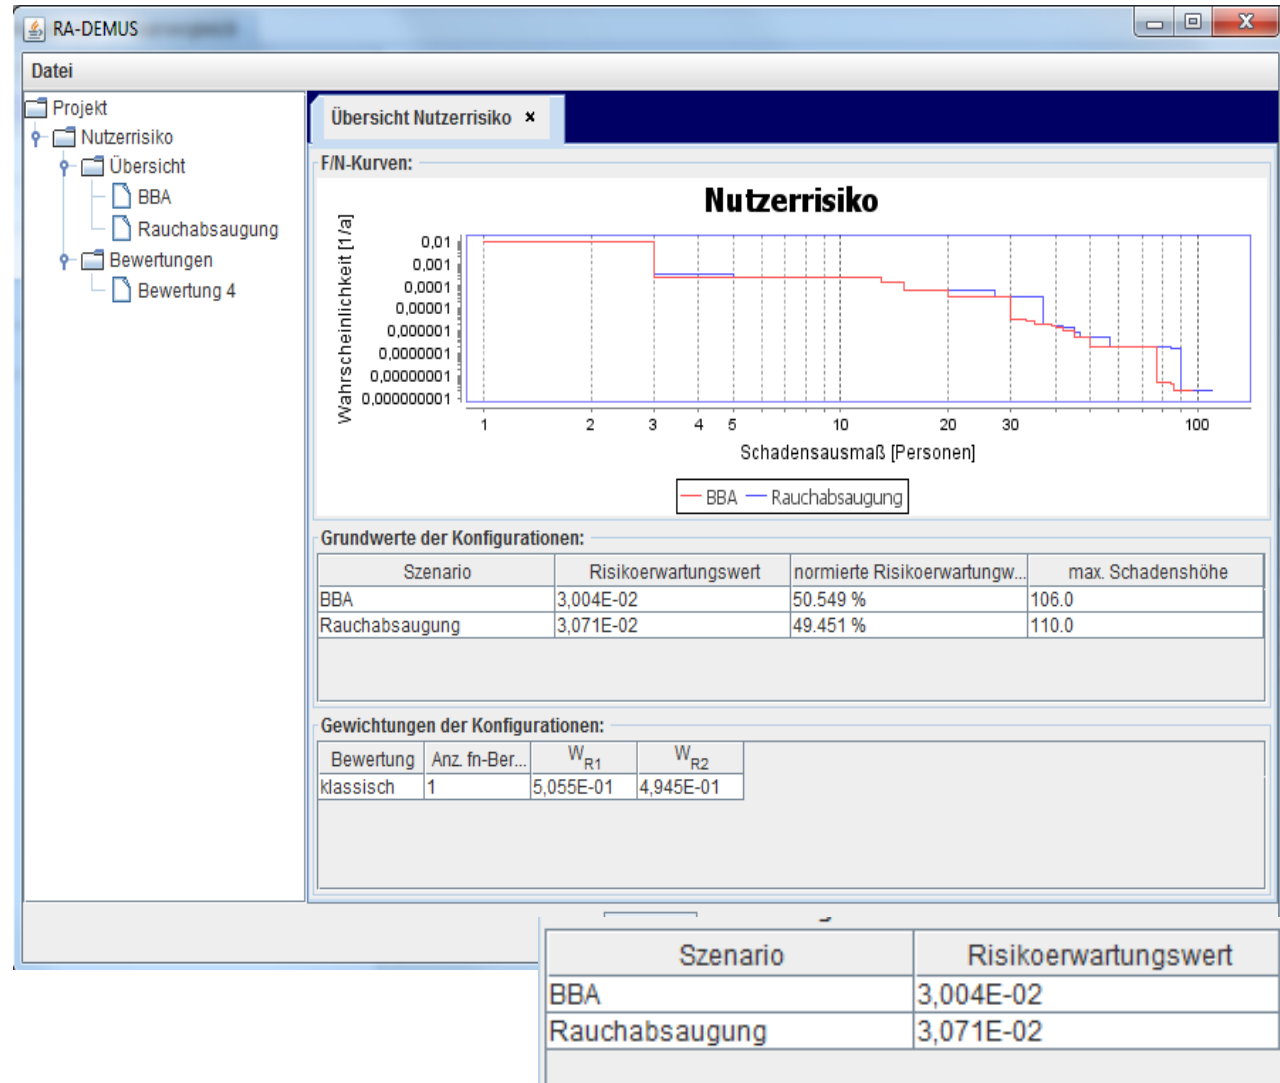 RA-DEMUS
Datei
Projekt
Nutzerrisiko
Übersicht
BBA
Rauchabsaugung
Bewertungen
Bewertung 4
Übersicht Nutzerrisiko ×
F/N-Kurven:
Nutzerrisiko
Wahrscheinlichkeit [1/a]
0,01
0,001
0,0001
0,00001
0,000001
0,0000001
0,00000001
0,000000001
1 2 3 4 5 10 20 30 100
Schadensausmaß [Personen]
BBA Rauchabsaugung
Grundwerte der Konfigurationen:
Szenario Risikoerwartungswert normierte Risikoerwartungw... max. Schadenshöhe
BBA 3,004E-02 50.549 % 106.0
Rauchabsaugung 3,071E-02 49.451 % 110.0
Gewichtungen der Konfigurationen:
Bewertung Anz. fn-Ber... W R1 W R2
klassisch 1 5,055E-01 4,945E-01
Szenario Risikoerwartungswert
BBA 3,004E-02
Rauchabsaugung 3,071E-02